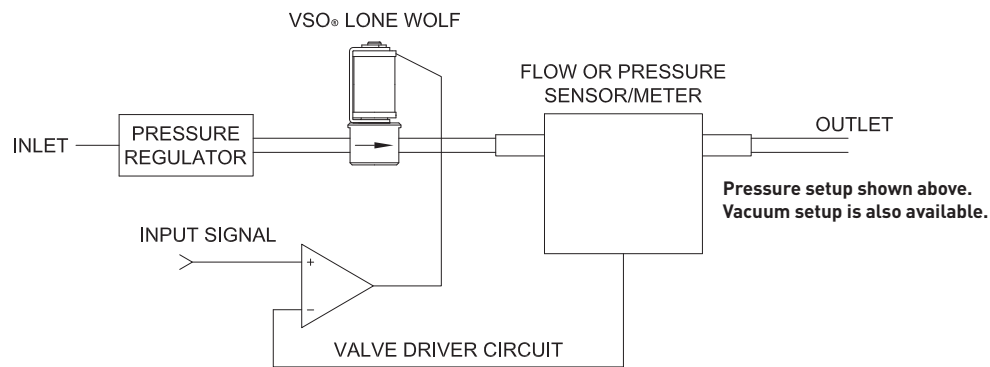 VSO® LONE WOLF
FLOW OR PRESSURE
SENSOR/METER
INLET
PRESSURE
REGULATOR
OUTLET
Pressure setup shown above.
Vacuum setup is also available.
INPUT SIGNAL
+
–
VALVE DRIVER CIRCUIT